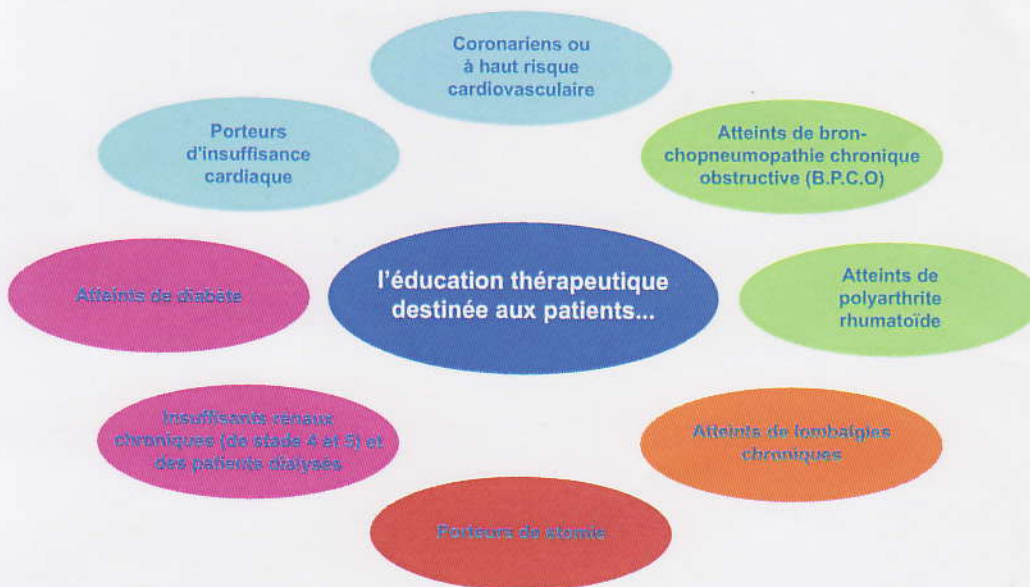 Coronariens ou
à haut risque
cardiovasculaire
Porteurs
d'insuffisance
cardiaque
Atteints de bron-
chopneumopathie chronique
obstructive (B.P.C.O)
l'éducation thérapeutique
destinée aux patients...
Atteints de diabète
Atteints de
polyarthrite
rhumatoïde
Insuffisants rénaux
chroniques (de stade 4 et 5) et
des patients dialysés
Atteints de lombalgies
chroniques
Porteurs de stomie